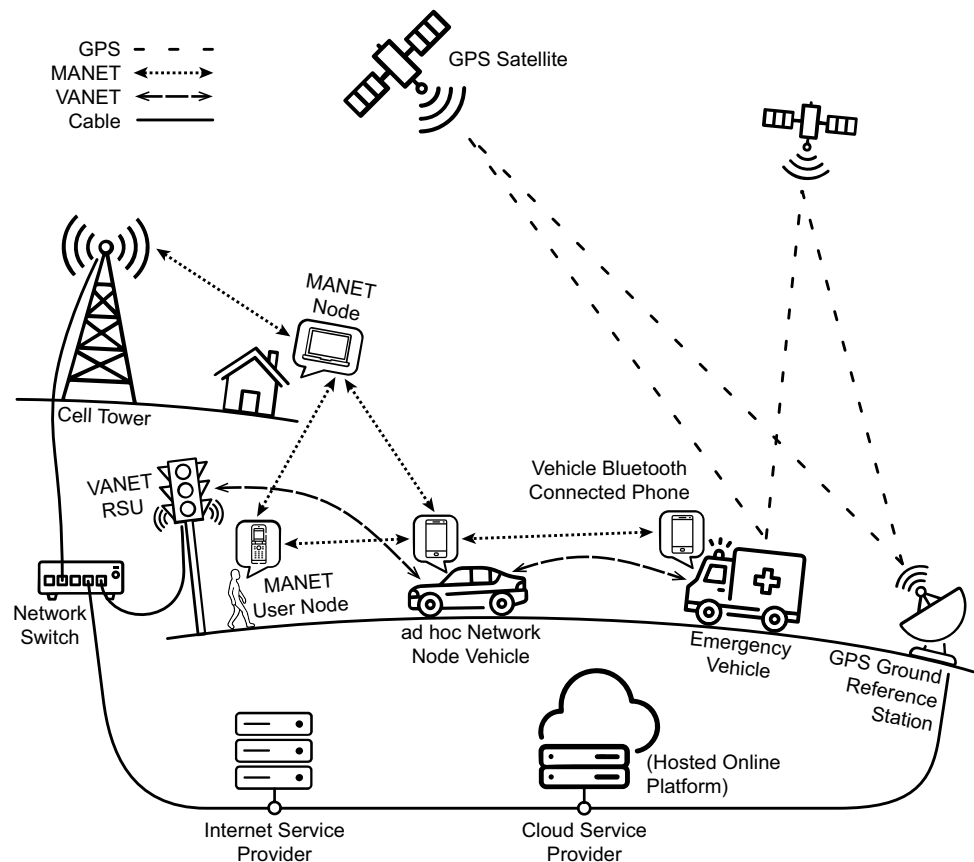 GPS
MANET
VANET
Cable
GPS Satellite
MANET
Node
Cell Tower
VANET
RSU
Vehicle Bluetooth
Connected Phone
MANET
User Node
Network
Switch
ad hoc Network
Node Vehicle
Emergency
Vehicle
GPS Ground
Reference
Station
(Hosted Online
Platform)
Internet Service
Provider
Cloud Service
Provider